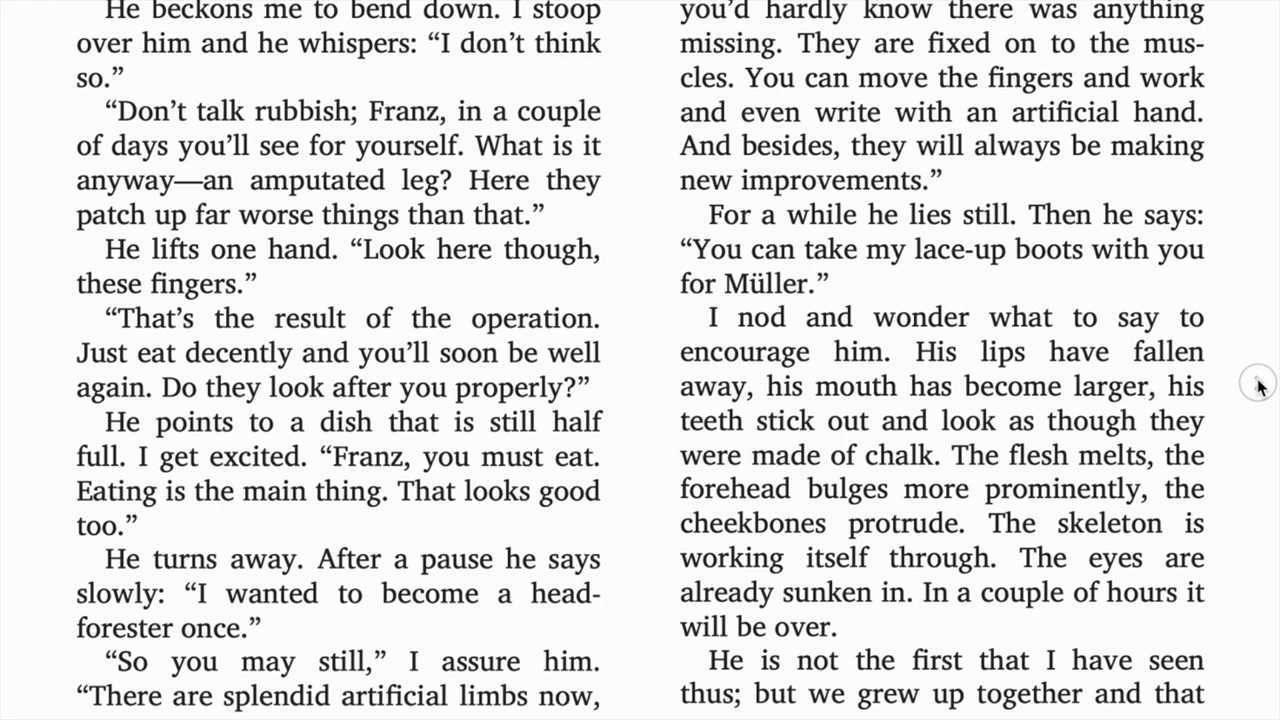 He beckons me to bend down. I stoop
over him and he whispers: “I don’t think
so.”
“Don’t talk rubbish; Franz, in a couple
of days you’ll see for yourself. What is it
anyway—an amputated leg? Here they
patch up far worse things than that.”
He lifts one hand. “Look here though,
these fingers.”
“That’s the result of the operation.
Just eat decently and you’ll soon be well
again. Do they look after you properly?”
He points to a dish that is still half
full. I get excited. “Franz, you must eat.
Eating is the main thing. That looks good
too.”
He turns away. After a pause he says
slowly: “I wanted to become a head-
forester once.”
“So you may still,” I assure him.
“There are splendid artificial limbs now,
you’d hardly know there was anything
missing. They are fixed on to the mus-
cles. You can move the fingers and work
and even write with an artificial hand.
And besides, they will always be making
new improvements.”
For a while he lies still. Then he says:
“You can take my lace-up boots with you
for Müller.”
I nod and wonder what to say to
encourage him. His lips have fallen
away, his mouth has become larger, his
teeth stick out and look as though they
were made of chalk. The flesh melts, the
forehead bulges more prominently, the
cheekbones protrude. The skeleton is
working itself through. The eyes are
already sunken in. In a couple of hours it
will be over.
He is not the first that I have seen
thus; but we grew up together and that